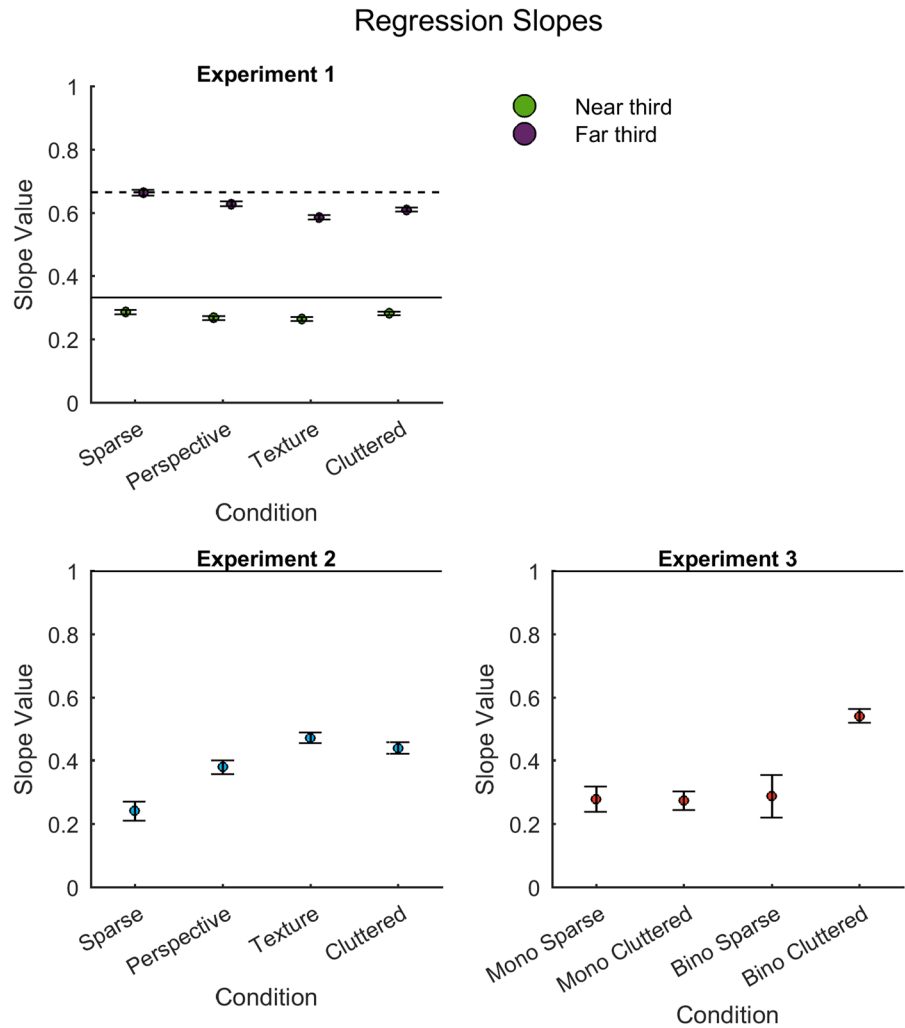 Regression Slopes
Experiment 1
Near third
Far third
1
0.8
0.6
0.4
0.2
0
Slope Value
Sparse
Perspective
Texture
Cluttered
Condition
Experiment 2
1
0.8
0.6
0.4
0.2
0
Slope Value
Sparse
Perspective
Texture
Cluttered
Condition
Experiment 3
1
0.8
0.6
0.4
0.2
0
Slope Value
Mono Sparse
Mono Cluttered
Bino Sparse
Bino Cluttered
Condition